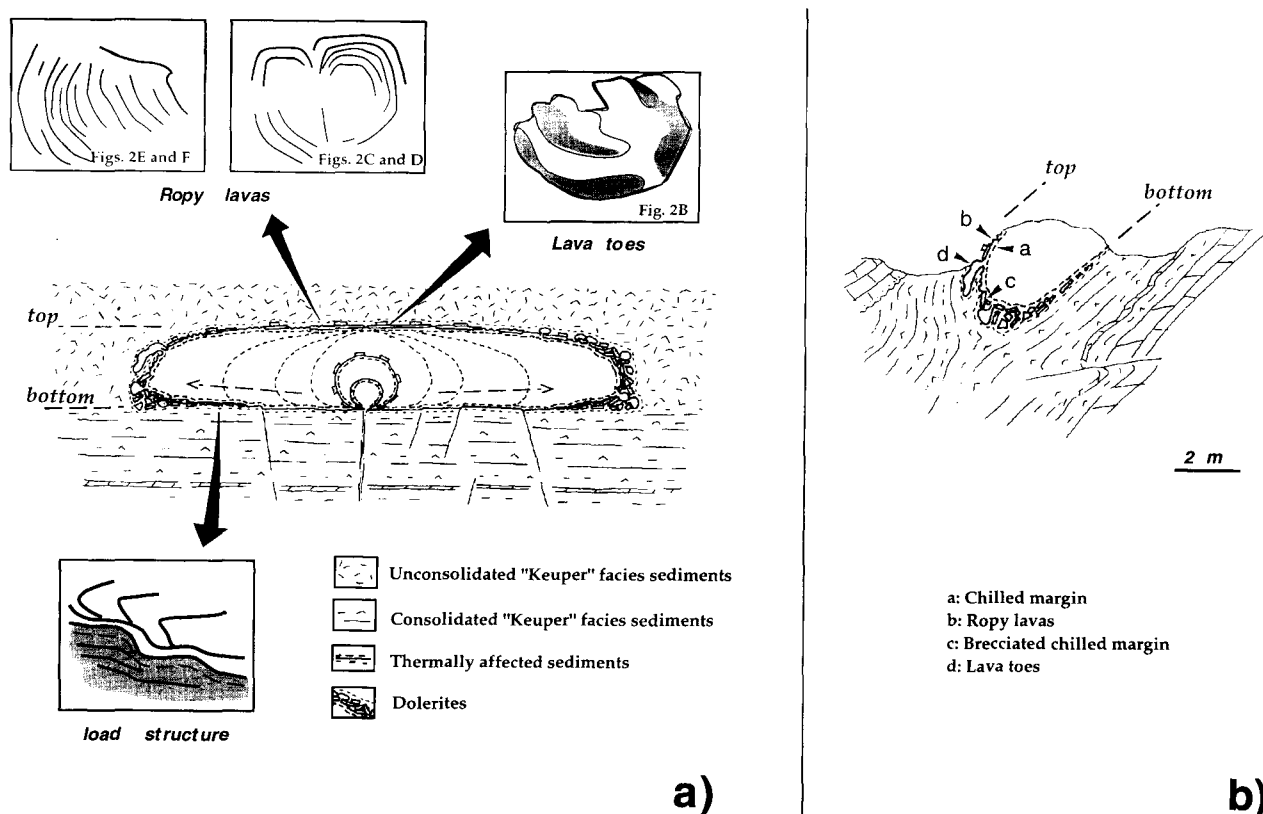 Figs. 2E and F
Figs. 2C and D
Ropy lavas
Fig. 2B
Lava toes
top
bottom
load structure
Unconsolidated "Keuper" facies sediments
Consolidated "Keuper" facies sediments
Thermally affected sediments
Dolerites
a)
top
bottom
b
a
d
c
2 m
a: Chilled margin
b: Ropy lavas
c: Brecciated chilled margin
d: Lava toes
b)